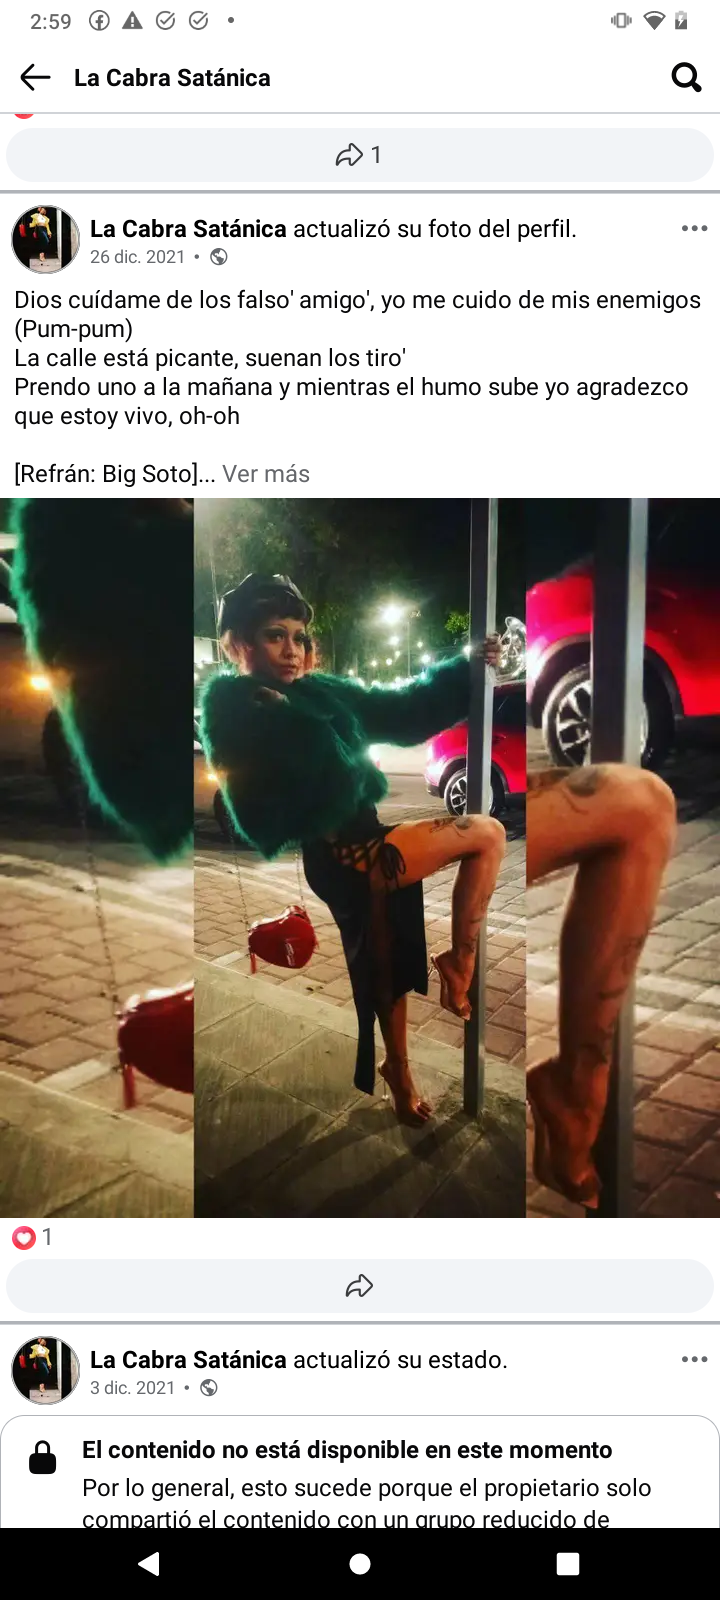 2:59
La Cabra Satánica
1
La Cabra Satánica actualizó su foto del perfil.
26 dic. 2021 •
Dios cuídame de los falso' amigo', yo me cuido de mis enemigos
(Pum-pum)
La calle está picante, suenan los tiro'
Prendo uno a la mañana y mientras el humo sube yo agradezco
que estoy vivo, oh-oh
[Refrán: Big Soto]... Ver más
1
La Cabra Satánica actualizó su estado.
3 dic. 2021 •
El contenido no está disponible en este momento
Por lo general, esto sucede porque el propietario solo
compartió el contenido con un grupo reducido de